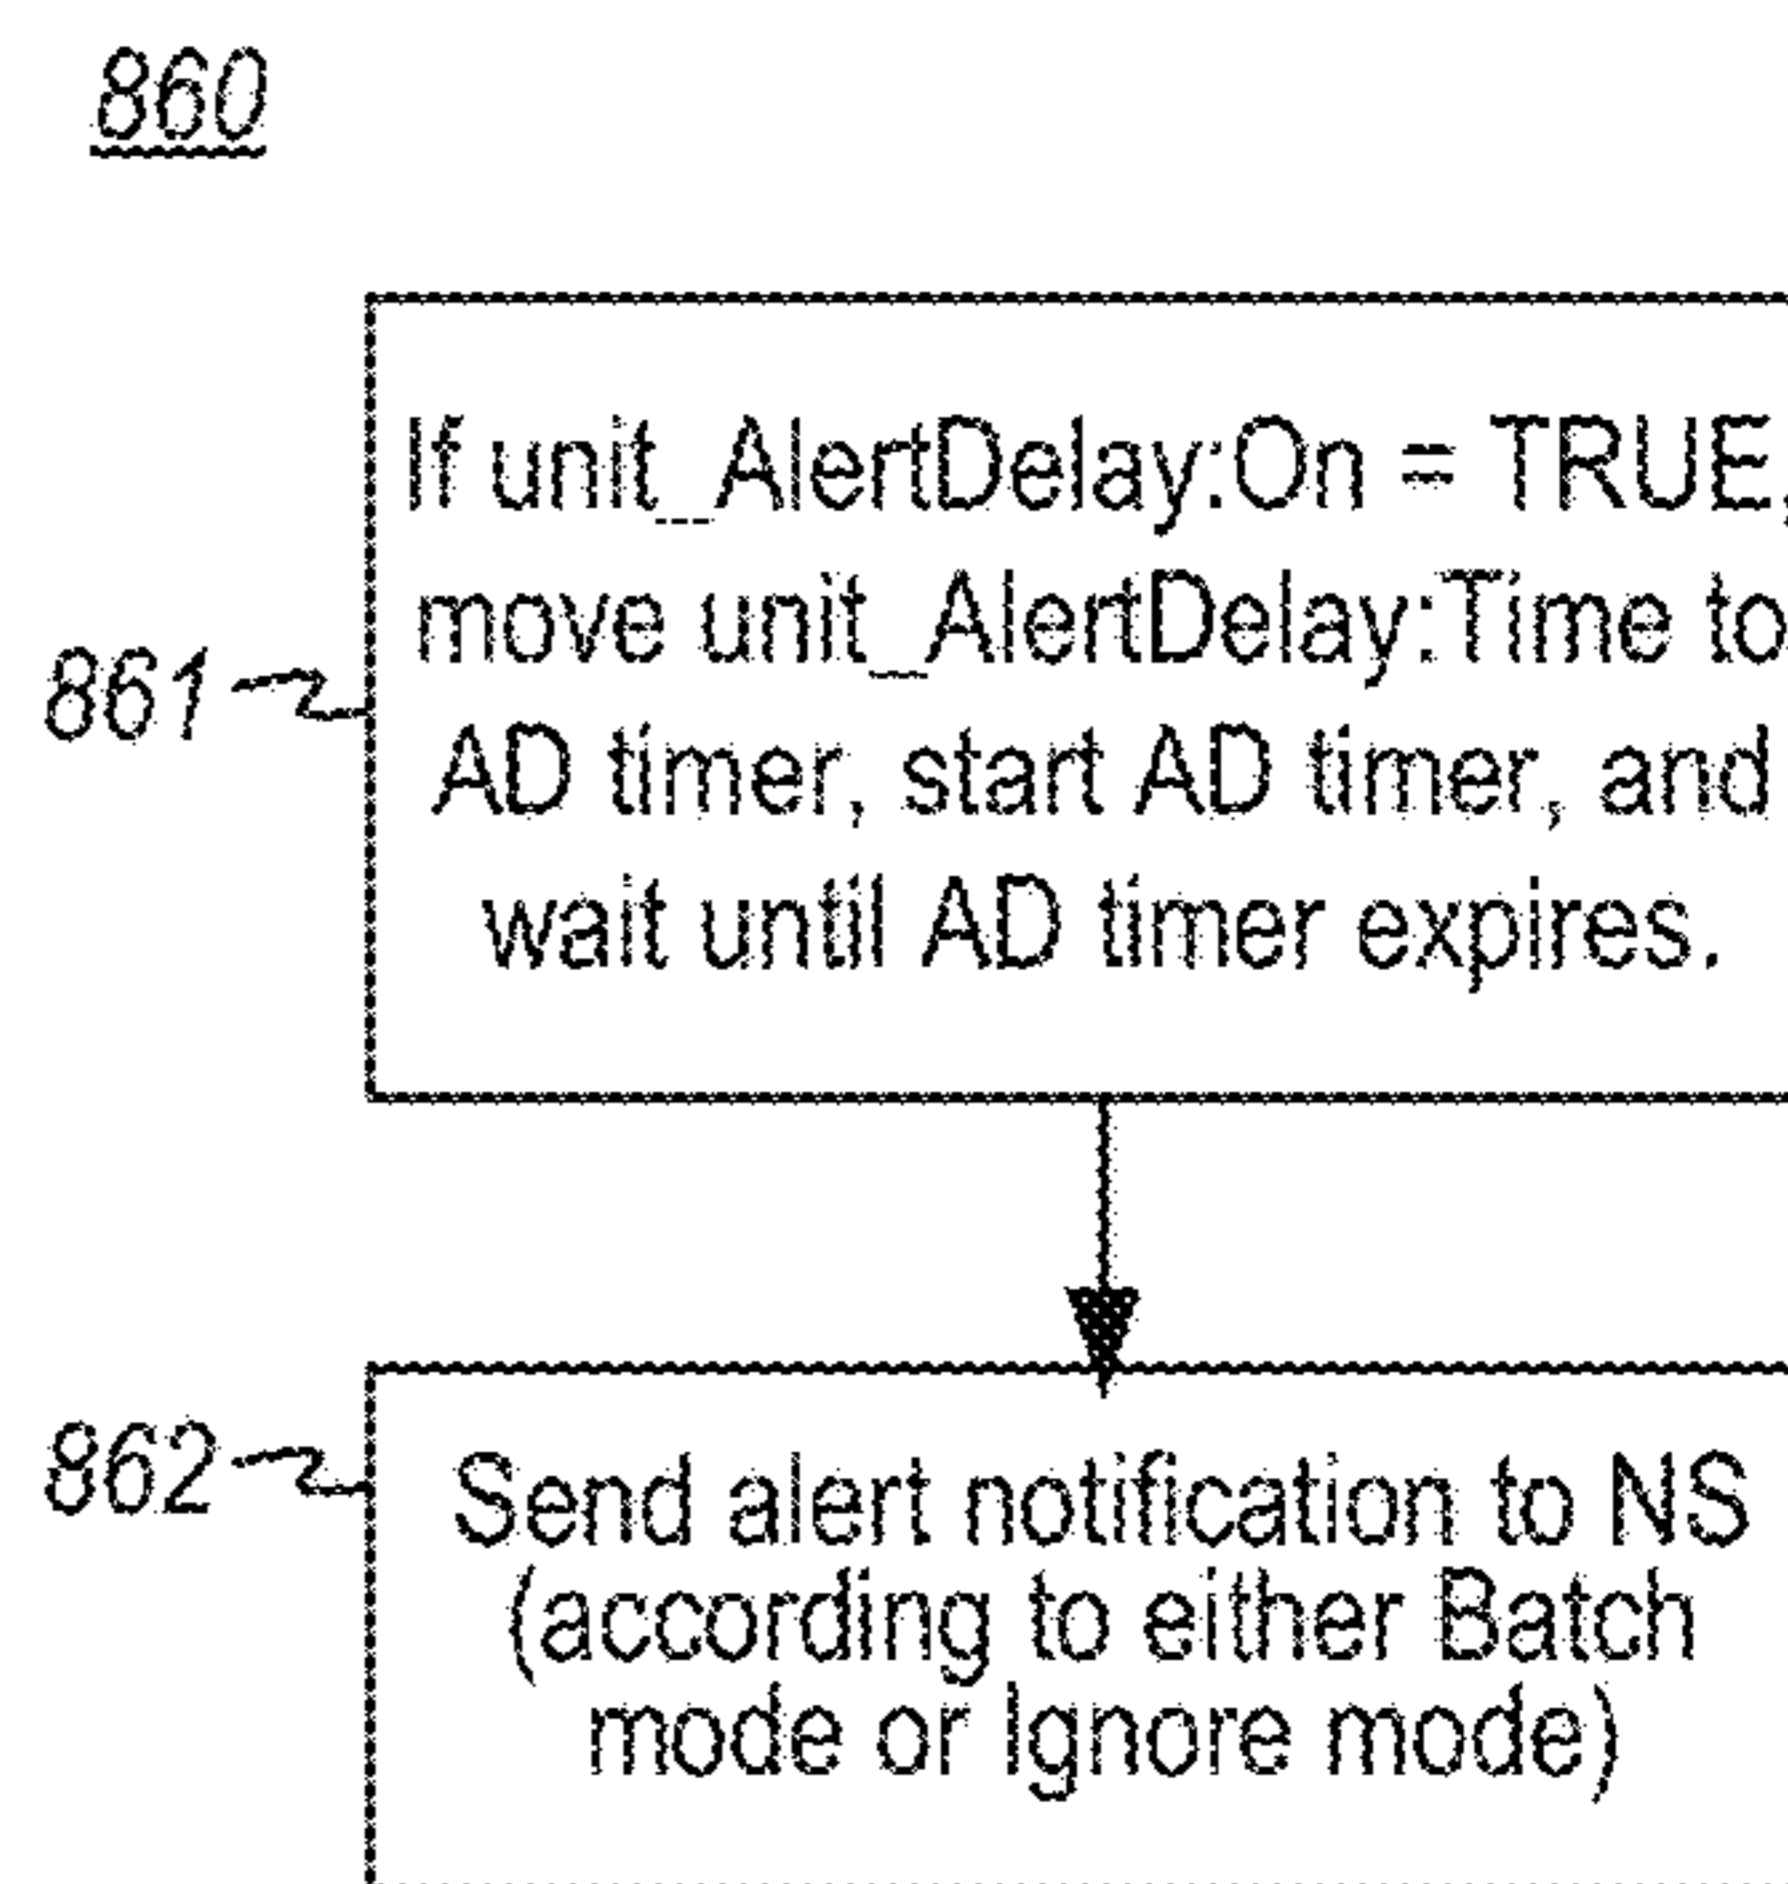 860
If unit_AlertDelay:On = TRUE,
move unit_AlertDelay:Time to
861
AD timer, start AD timer, and
wait until AD timer expires.
862
Send alert notification to NS
(according to either Batch
mode or Ignore mode)